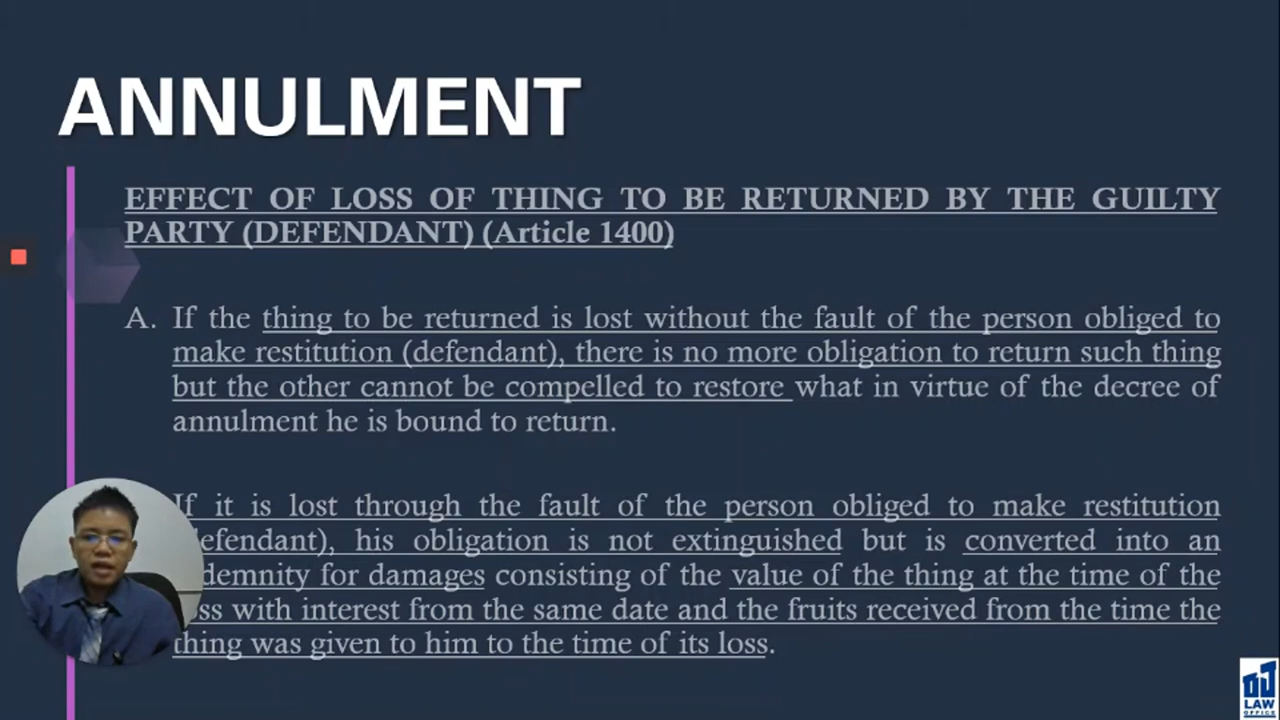 ANNULMENT
EFFECT OF LOSS OF THING TO BE RETURNED BY THE GUILTY
PARTY (DEFENDANT) (Article 1400)
A. If the thing to be returned is lost without the fault of the person obliged to
make restitution (defendant), there is no more obligation to return such thing
but the other cannot be compelled to restore what in virtue of the decree of
annulment he is bound to return.
If it is lost through the fault of the person obliged to make restitution
efendant), his obligation is not extinguished but is converted into an
demnity for damages consisting of the value of the thing at the time of the
ss with interest from the same date and the fruits received from the time the
thing was given to him to the time of its loss.
LAW
OFFICE